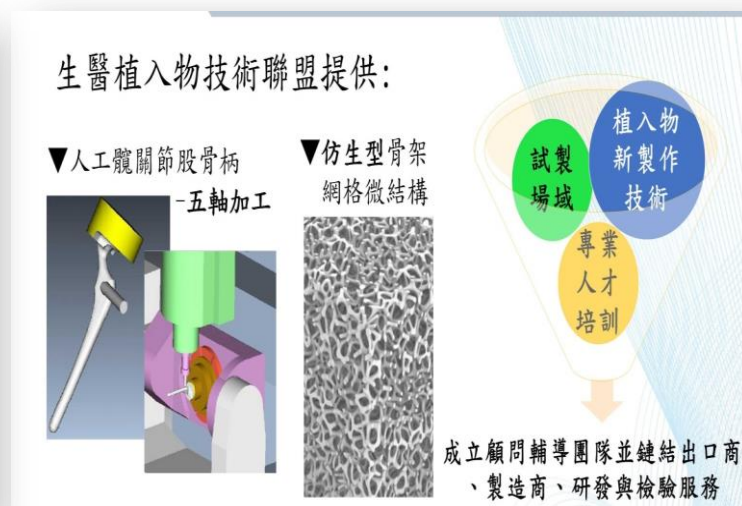 生醫植入物技術聯盟提供:
▼人工髖關節股骨柄
-五軸加工
▼仿生型骨架
網格微結構
試製
場域
植入物
新製作
技術
專業
人才
培訓
成立顧問輔導團隊並鏈結出口商
、製造商、研發與檢驗服務